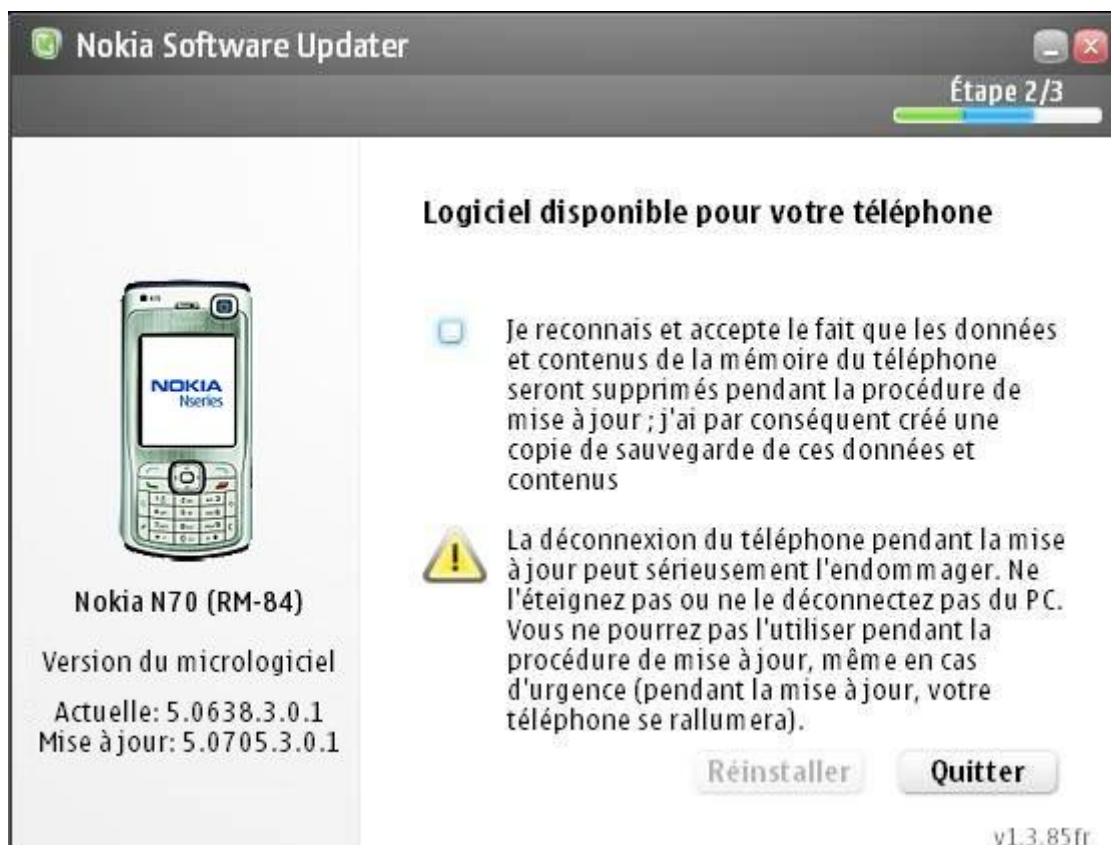 Nokia Software Updater
Étape 2/3
Logiciel disponible pour votre téléphone
Je reconnais et accepte le fait que les données
et contenus de la mémoire du téléphone
seront supprimés pendant la procédure de
mise à jour ; j'ai par conséquent créé une
copie de sauvegarde de ces données et
contenus
La déconnexion du téléphone pendant la mise
à jour peut sérieusement l'endommager. Ne
l'éteignez pas ou ne le déconnectez pas du PC.
Vous ne pourrez pas l'utiliser pendant la
procédure de mise à jour, même en cas
d'urgence (pendant la mise à jour, votre
téléphone se rallumera).
NOKIA
Nseries
Nokia N70 (RM-84)
Version du micrologiciel
Actuelle: 5.0638.3.0.1
Mise à jour: 5.0705.3.0.1
Réinstaller
Quitter
v1.3.85fr